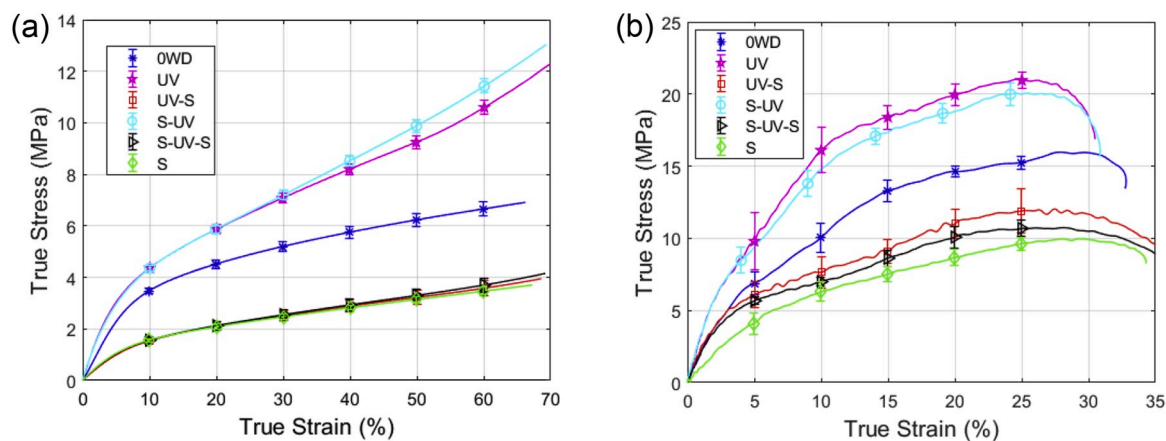 (a)
True Stress (MPa)
14
12
10
8
6
4
2
0
0WD
UV
UV-S
S-UV
S-UV-S
S
0 10 20 30 40 50 60 70
True Strain (%)
(b)
True Stress (MPa)
25
20
15
10
5
0
0WD
UV
UV-S
S-UV
S-UV-S
S
0 5 10 15 20 25 30 35
True Strain (%)